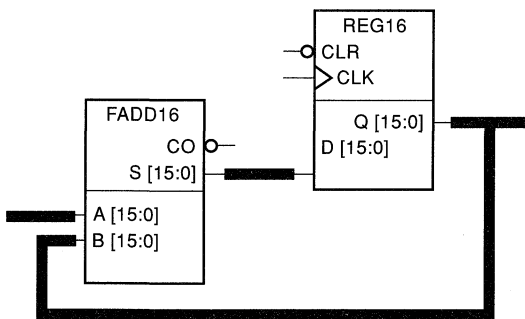 REG16
CLR
CLK
Q [15:0]
D [15:0]
FADD16
CO
S [15:0]
A [15:0]
B [15:0]